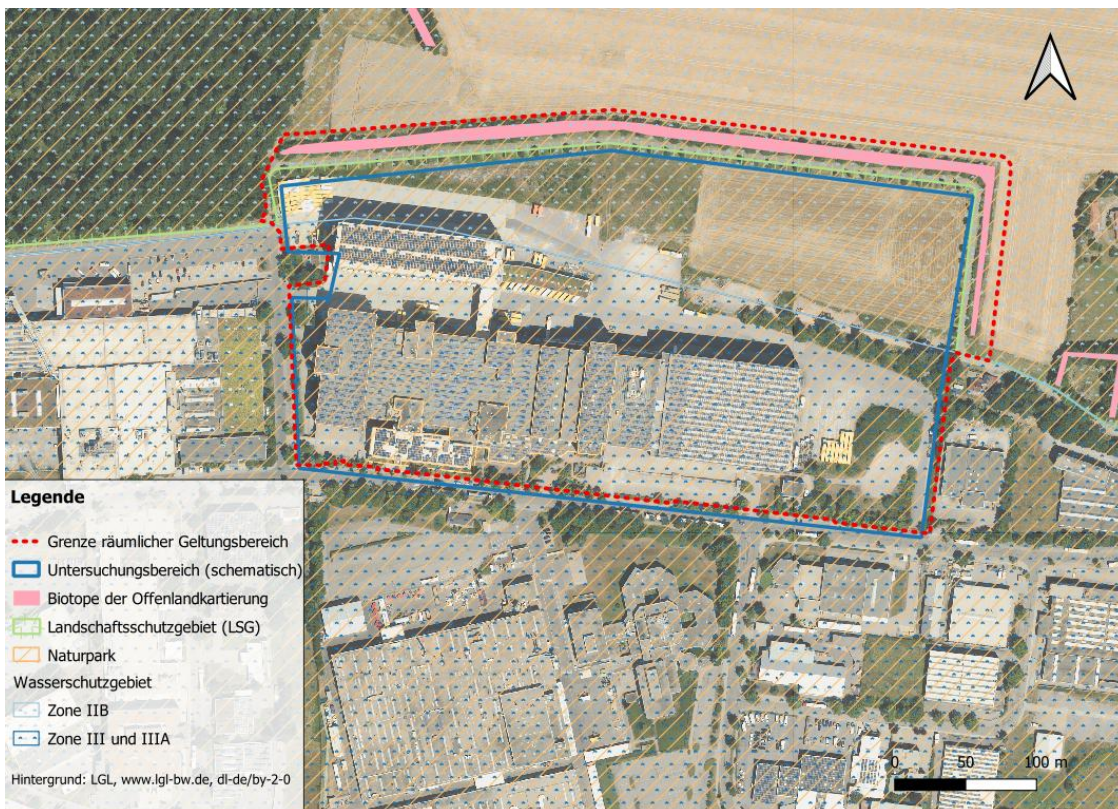 Legende
Grenze räumlicher Geltungsbereich
Untersuchungsbereich (schematisch)
Biotope der Offenlandkartierung
Landschaftsschutzgebiet (LSG)
Naturpark
Wasserschutzgebiet
Zone IIB
Zone III und IIIA
Hintergrund: LGL, www.lgl-bw.de, dl-de/by-2-0
0 50 100 m